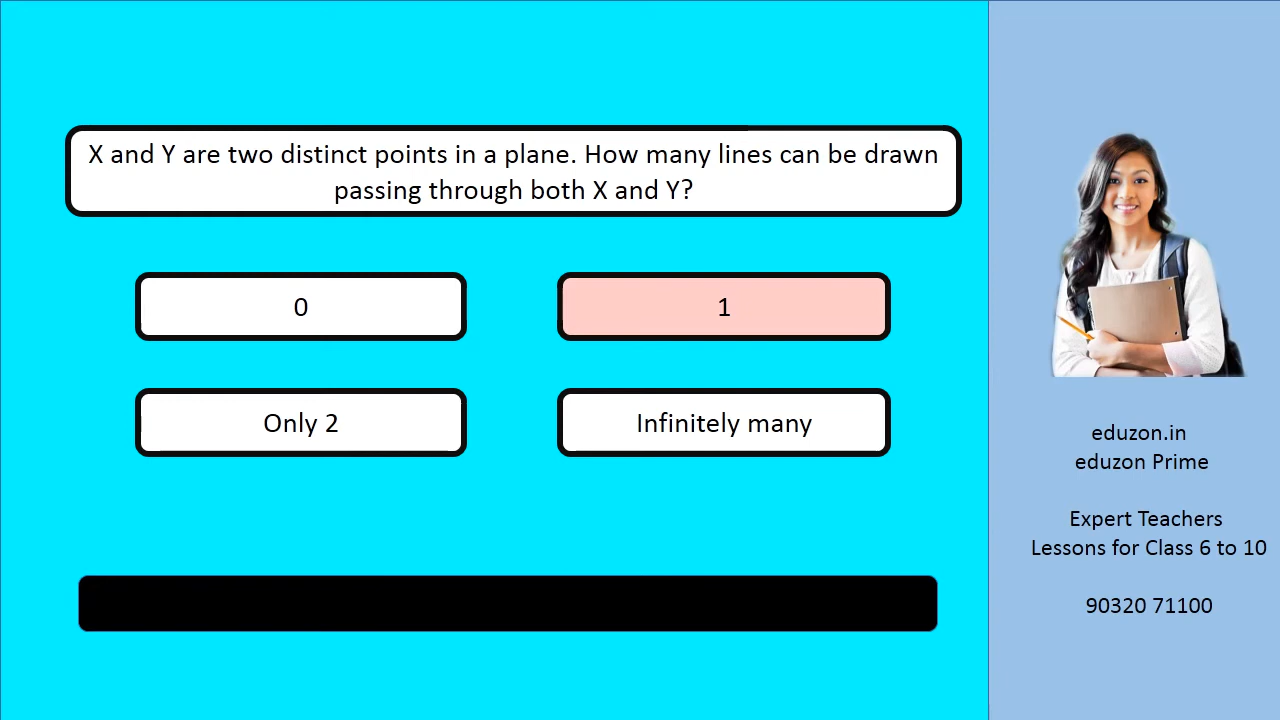 X and Y are two distinct points in a plane. How many lines can be drawn
passing through both X and Y?
0
1
Only 2
Infinitely many
eduzon.in
eduzon Prime
Expert Teachers
Lessons for Class 6 to 10
90320 71100